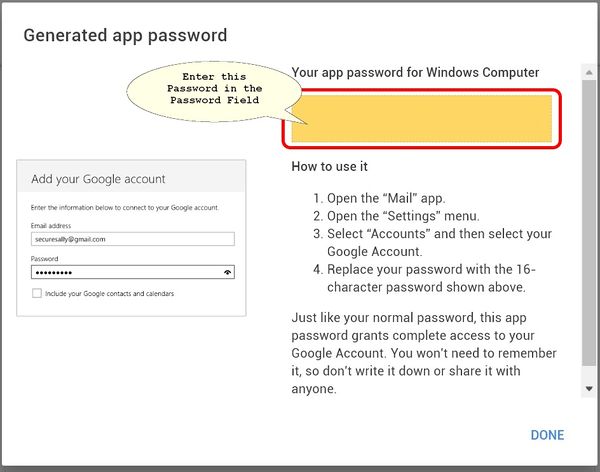 Generated app password
Enter this
Password in the
Password Field
Your app password for Windows Computer
Add your Google account
Enter the information below to connect to your Google account.
Email address
securesally@gmail.com
Password
•••••••••
Include your Google contacts and calendars
How to use it
1. Open the “Mail” app.
2. Open the “Settings” menu.
3. Select “Accounts” and then select your
Google Account.
4. Replace your password with the 16-
character password shown above.
Just like your normal password, this app
password grants complete access to your
Google Account. You won't need to remember
it, so don't write it down or share it with
anyone.
DONE